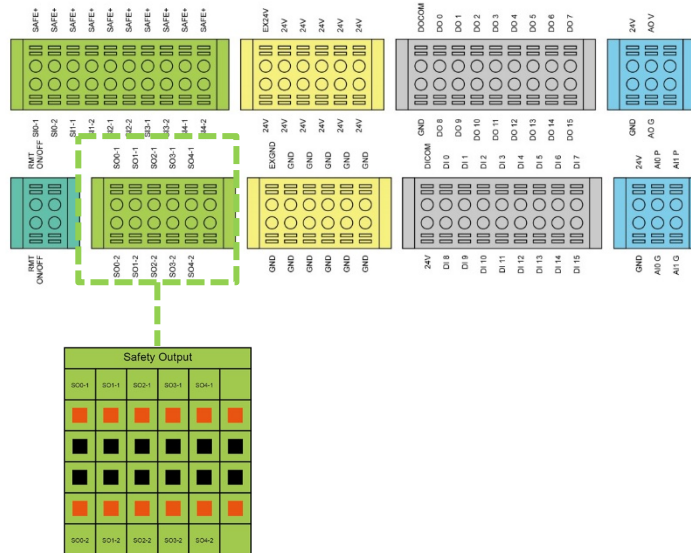 SAFE+ SAFE+ SAFE+ SAFE+ SAFE+ SAFE+ SAFE+ SAFE+ SAFE+ SAFE+
EX24V 24V 24V 24V 24V 24V
DOCOM DO 0 DO 1 DO 2 DO 3 DO 4 DO 5 DO 6 DO 7
24V AO V
SI0-1 SI0-2 SI1-1 SI1-2 SI2-1 SI2-2 SI3-1 SI3-2 SI4-1 SI4-2
24V 24V 24V 24V 24V 24V
GND DO 8 DO 9 DO 10 DO 11 DO 12 DO 13 DO 14 DO 15
GND AO G
RMT
ON/OFF
SO0-1 SO1-1 SO2-1 SO3-1 SO4-1
EXGND GND GND GND GND GND
DICOM DI 0 DI 1 DI 2 DI 3 DI 4 DI 5 DI 6 DI 7
24V AI0 P AI1 P
RMT
ON/OFF
SO0-2 SO1-2 SO2-2 SO3-2 SO4-2
GND GND GND GND GND GND
24V DI 8 DI 9 DI 10 DI 11 DI 12 DI 13 DI 14 DI 15
GND AI0 G AI1 G
Safety Output
SO0-1 SO1-1 SO2-1 SO3-1 SO4-1
SO0-2 SO1-2 SO2-2 SO3-2 SO4-2